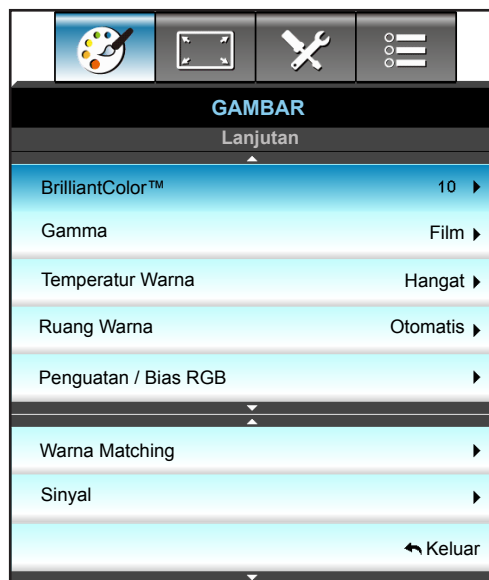 GAMBAR
Lanjutan
BrilliantColor™ 10
Gamma Film
Temperatur Warna Hangat
Ruang Warna Otomatis
Penguatan / Bias RGB
Warna Matching
Sinyal
Keluar